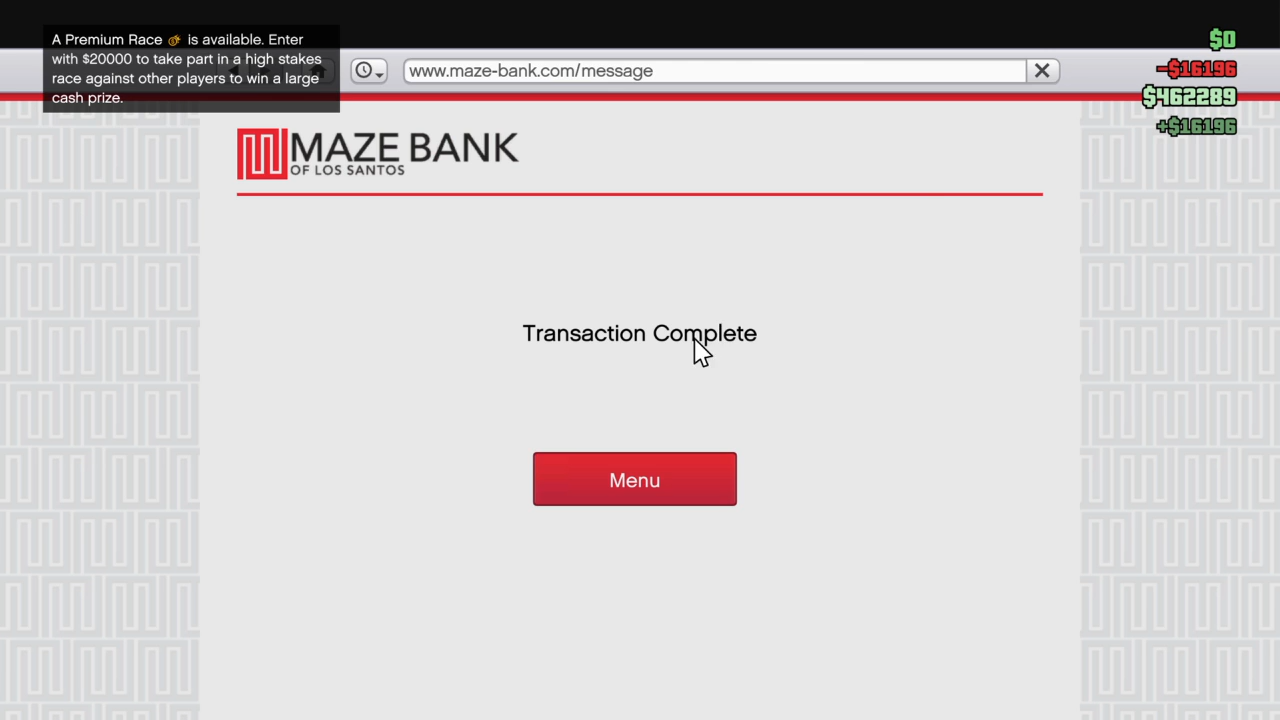 A Premium Race is available. Enter
with $20000 to take part in a high stakes
race against other players to win a large
cash prize.
www.maze-bank.com/message
$0
-$16196
$462289
+$16196
MAZE BANK
OF LOS SANTOS
Transaction Complete
Menu